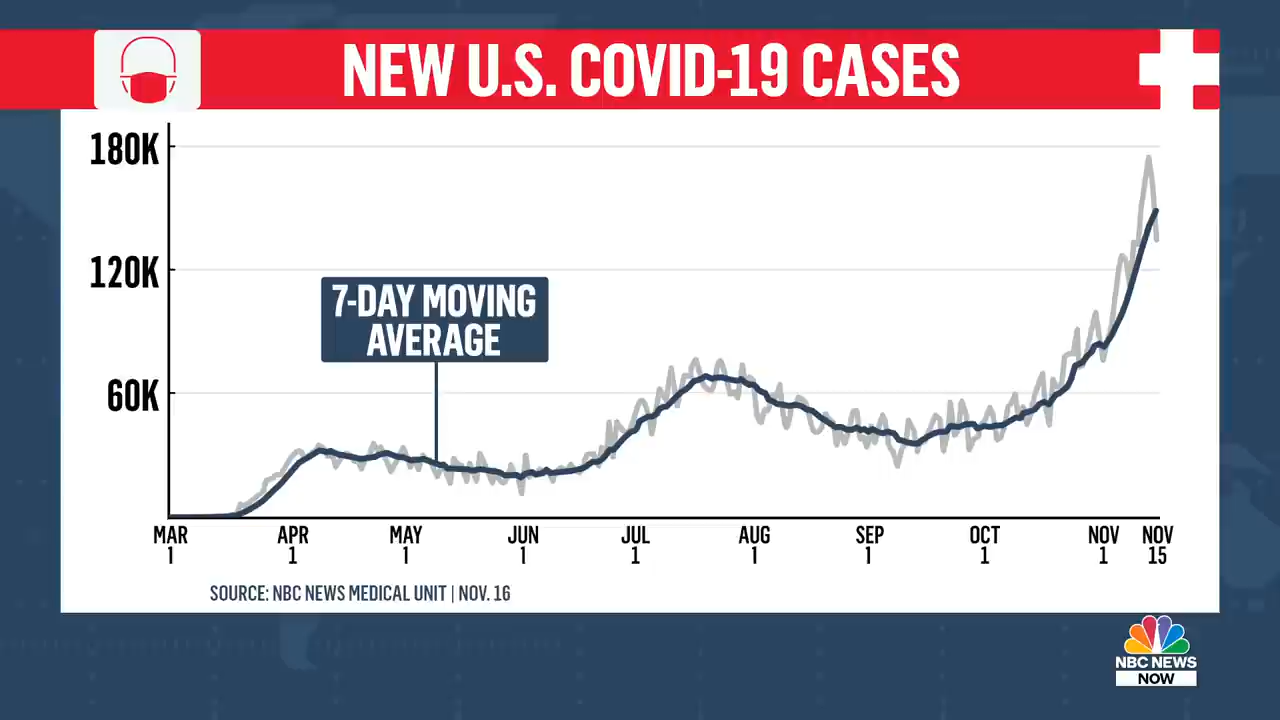 NEW U.S. COVID-19 CASES
180K
120K
60K
7-DAY MOVING
AVERAGE
MAR APR MAY JUN JUL AUG SEP OCT NOV NOV
1 1 1 1 1 1 1 1 1 15
SOURCE: NBC NEWS MEDICAL UNIT | NOV. 16
NBC NEWS
NOW